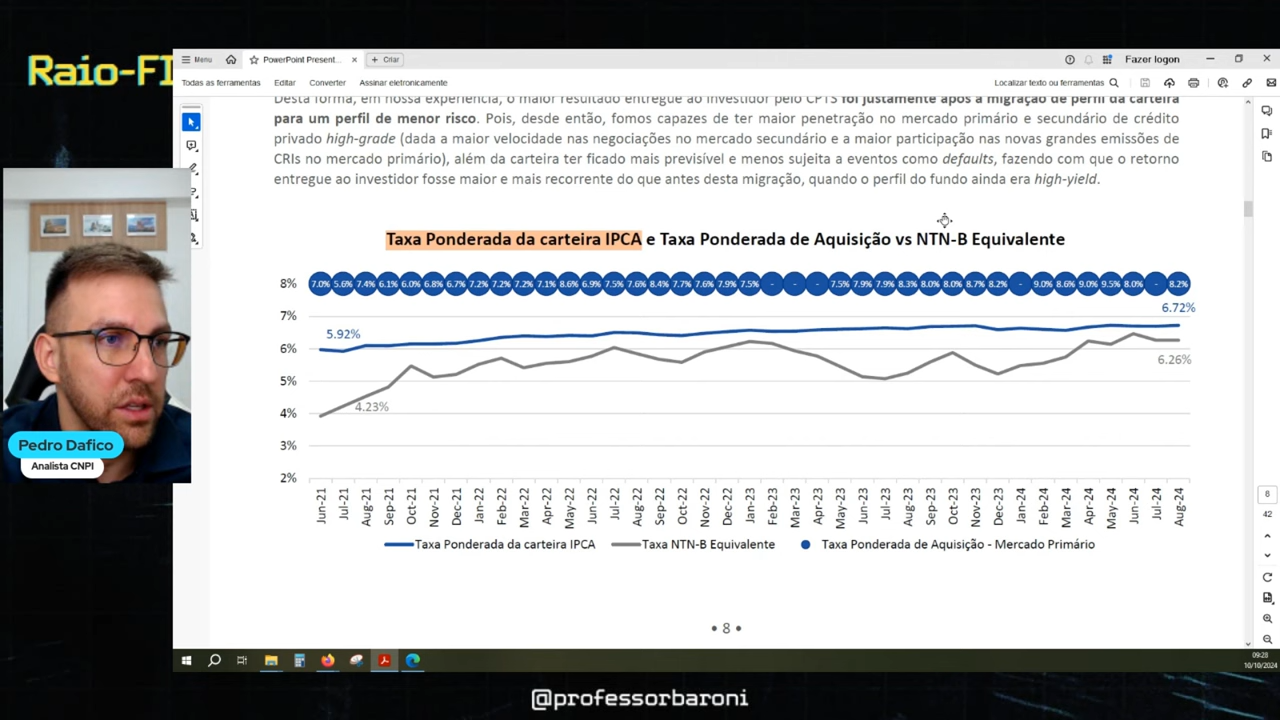 Raio-FI
Menu
PowerPoint Present...
Criar
Fazer logon
Todas as ferramentas
Editar
Converter
Assinar eletronicamente
Localizar texto ou ferramentas
Desta forma, em nossa experiência, o maior resultado entregue ao investidor pelo CPTS foi justamente após a migração de perfil da carteira
para um perfil de menor risco. Pois, desde então, fomos capazes de ter maior penetração no mercado primário e secundário de crédito
privado high-grade (dada a maior velocidade nas negociações no mercado secundário e a maior participação nas novas grandes emissões de
CRIs no mercado primário), além da carteira ter ficado mais previsível e menos sujeita a eventos como defaults, fazendo com que o retorno
entregue ao investidor fosse maior e mais recorrente do que antes desta migração, quando o perfil do fundo ainda era high-yield.
Taxa Ponderada da carteira IPCA e Taxa Ponderada de Aquisição vs NTN-B Equivalente
8%
7.0% 5.6% 7.4% 6.1% 6.0% 6.8% 6.7% 7.2% 7.2% 7.2% 7.1% 8.6% 6.9% 7.5% 7.6% 8.4% 7.7% 7.6% 7.9% 7.5% - - - 7.5% 7.9% 7.9% 8.3% 8.0% 8.0% 8.7% 8.2% - 9.0% 8.6% 9.0% 9.5% 8.0% - 8.2%
7%
6.72%
5.92%
6%
6.26%
5%
4.23%
4%
3%
2%
Jun-21 Jul-21 Aug-21 Sep-21 Oct-21 Nov-21 Dec-21 Jan-22 Feb-22 Mar-22 Apr-22 May-22 Jun-22 Jul-22 Aug-22 Sep-22 Oct-22 Nov-22 Dec-22 Jan-23 Feb-23 Mar-23 Apr-23 May-23 Jun-23 Jul-23 Aug-23 Sep-23 Oct-23 Nov-23 Dec-23 Jan-24 Feb-24 Mar-24 Apr-24 May-24 Jun-24 Jul-24 Aug-24
Taxa Ponderada da carteira IPCA
Taxa NTN-B Equivalente
Taxa Ponderada de Aquisição - Mercado Primário
• 8 •
8
42
Pedro Dafico
Analista CNPI
09:28
10/10/2024
@professorbaroni